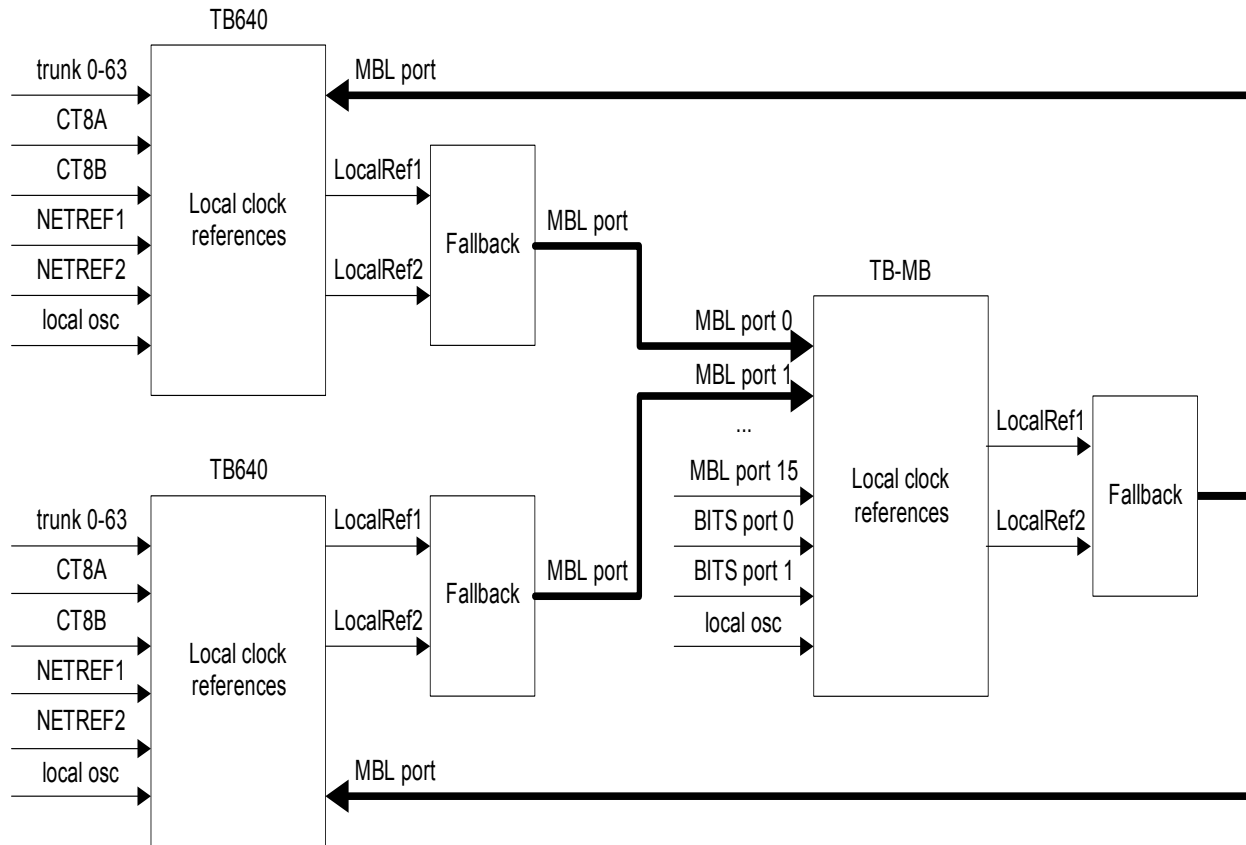 TB640
trunk 0-63
CT8A
CT8B
NETREF1
NETREF2
local osc
Local clock
references
MBL port
LocalRef1
LocalRef2
Fallback
MBL port
TB640
trunk 0-63
CT8A
CT8B
NETREF1
NETREF2
local osc
Local clock
references
LocalRef1
LocalRef2
Fallback
MBL port
MBL port
TB-MB
MBL port 0
MBL port 1
...
MBL port 15
BITS port 0
BITS port 1
local osc
Local clock
references
LocalRef1
LocalRef2
Fallback